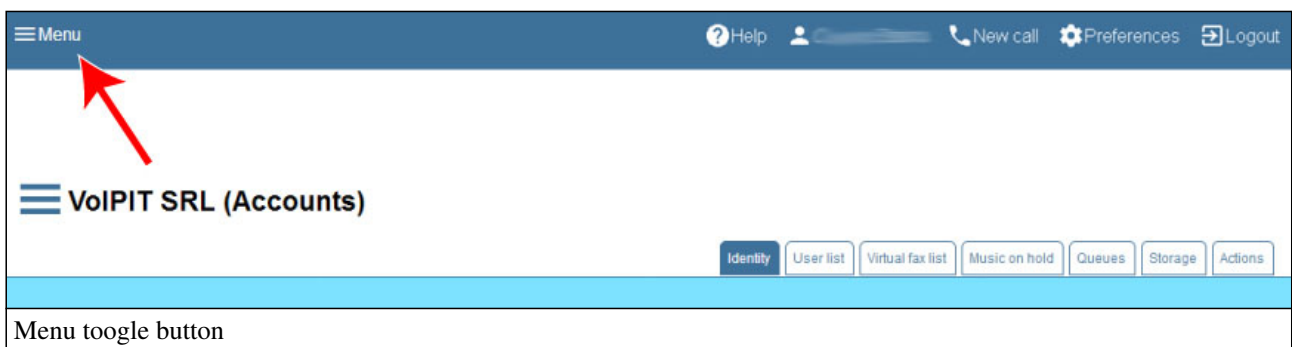 Menu Help New call Preferences Logout
VoIPIT SRL (Accounts)
Identity User list Virtual fax list Music on hold Queues Storage Actions
Menu toogle button